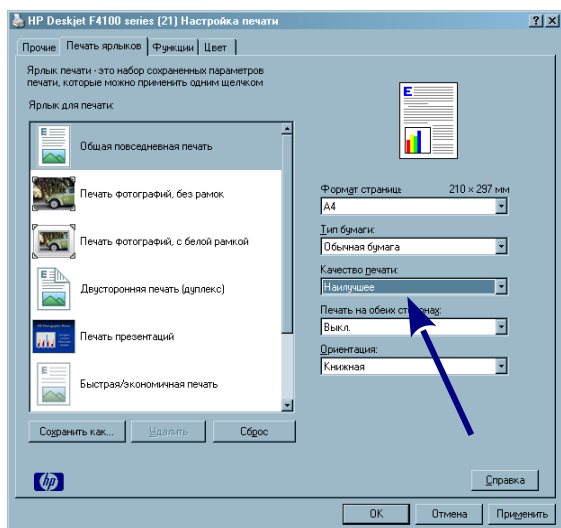 HP Deskjet F4100 series (21) Настройка печати
Прочие Печать ярлыков Функции Цвет
Ярлык печати - это набор сохраненных параметров
печати, которые можно применить одним щелчком
Ярлык для печати:
Общая повседневная печать
Печать фотографий, без рамок
Печать фотографий, с белой рамкой
Двусторонняя печать (дуплекс)
Печать презентаций
Быстрая/экономичная печать
Сохранить как... Удалить Сброс
E
Формат страниц: 210 × 297 мм
A4
Тип бумаги:
Обычная бумага
Качество печати:
Наилучшее
Печать на обеих сторонах:
Выкл.
Ориентация:
Книжная
hp
Справка
OK Отмена Применить